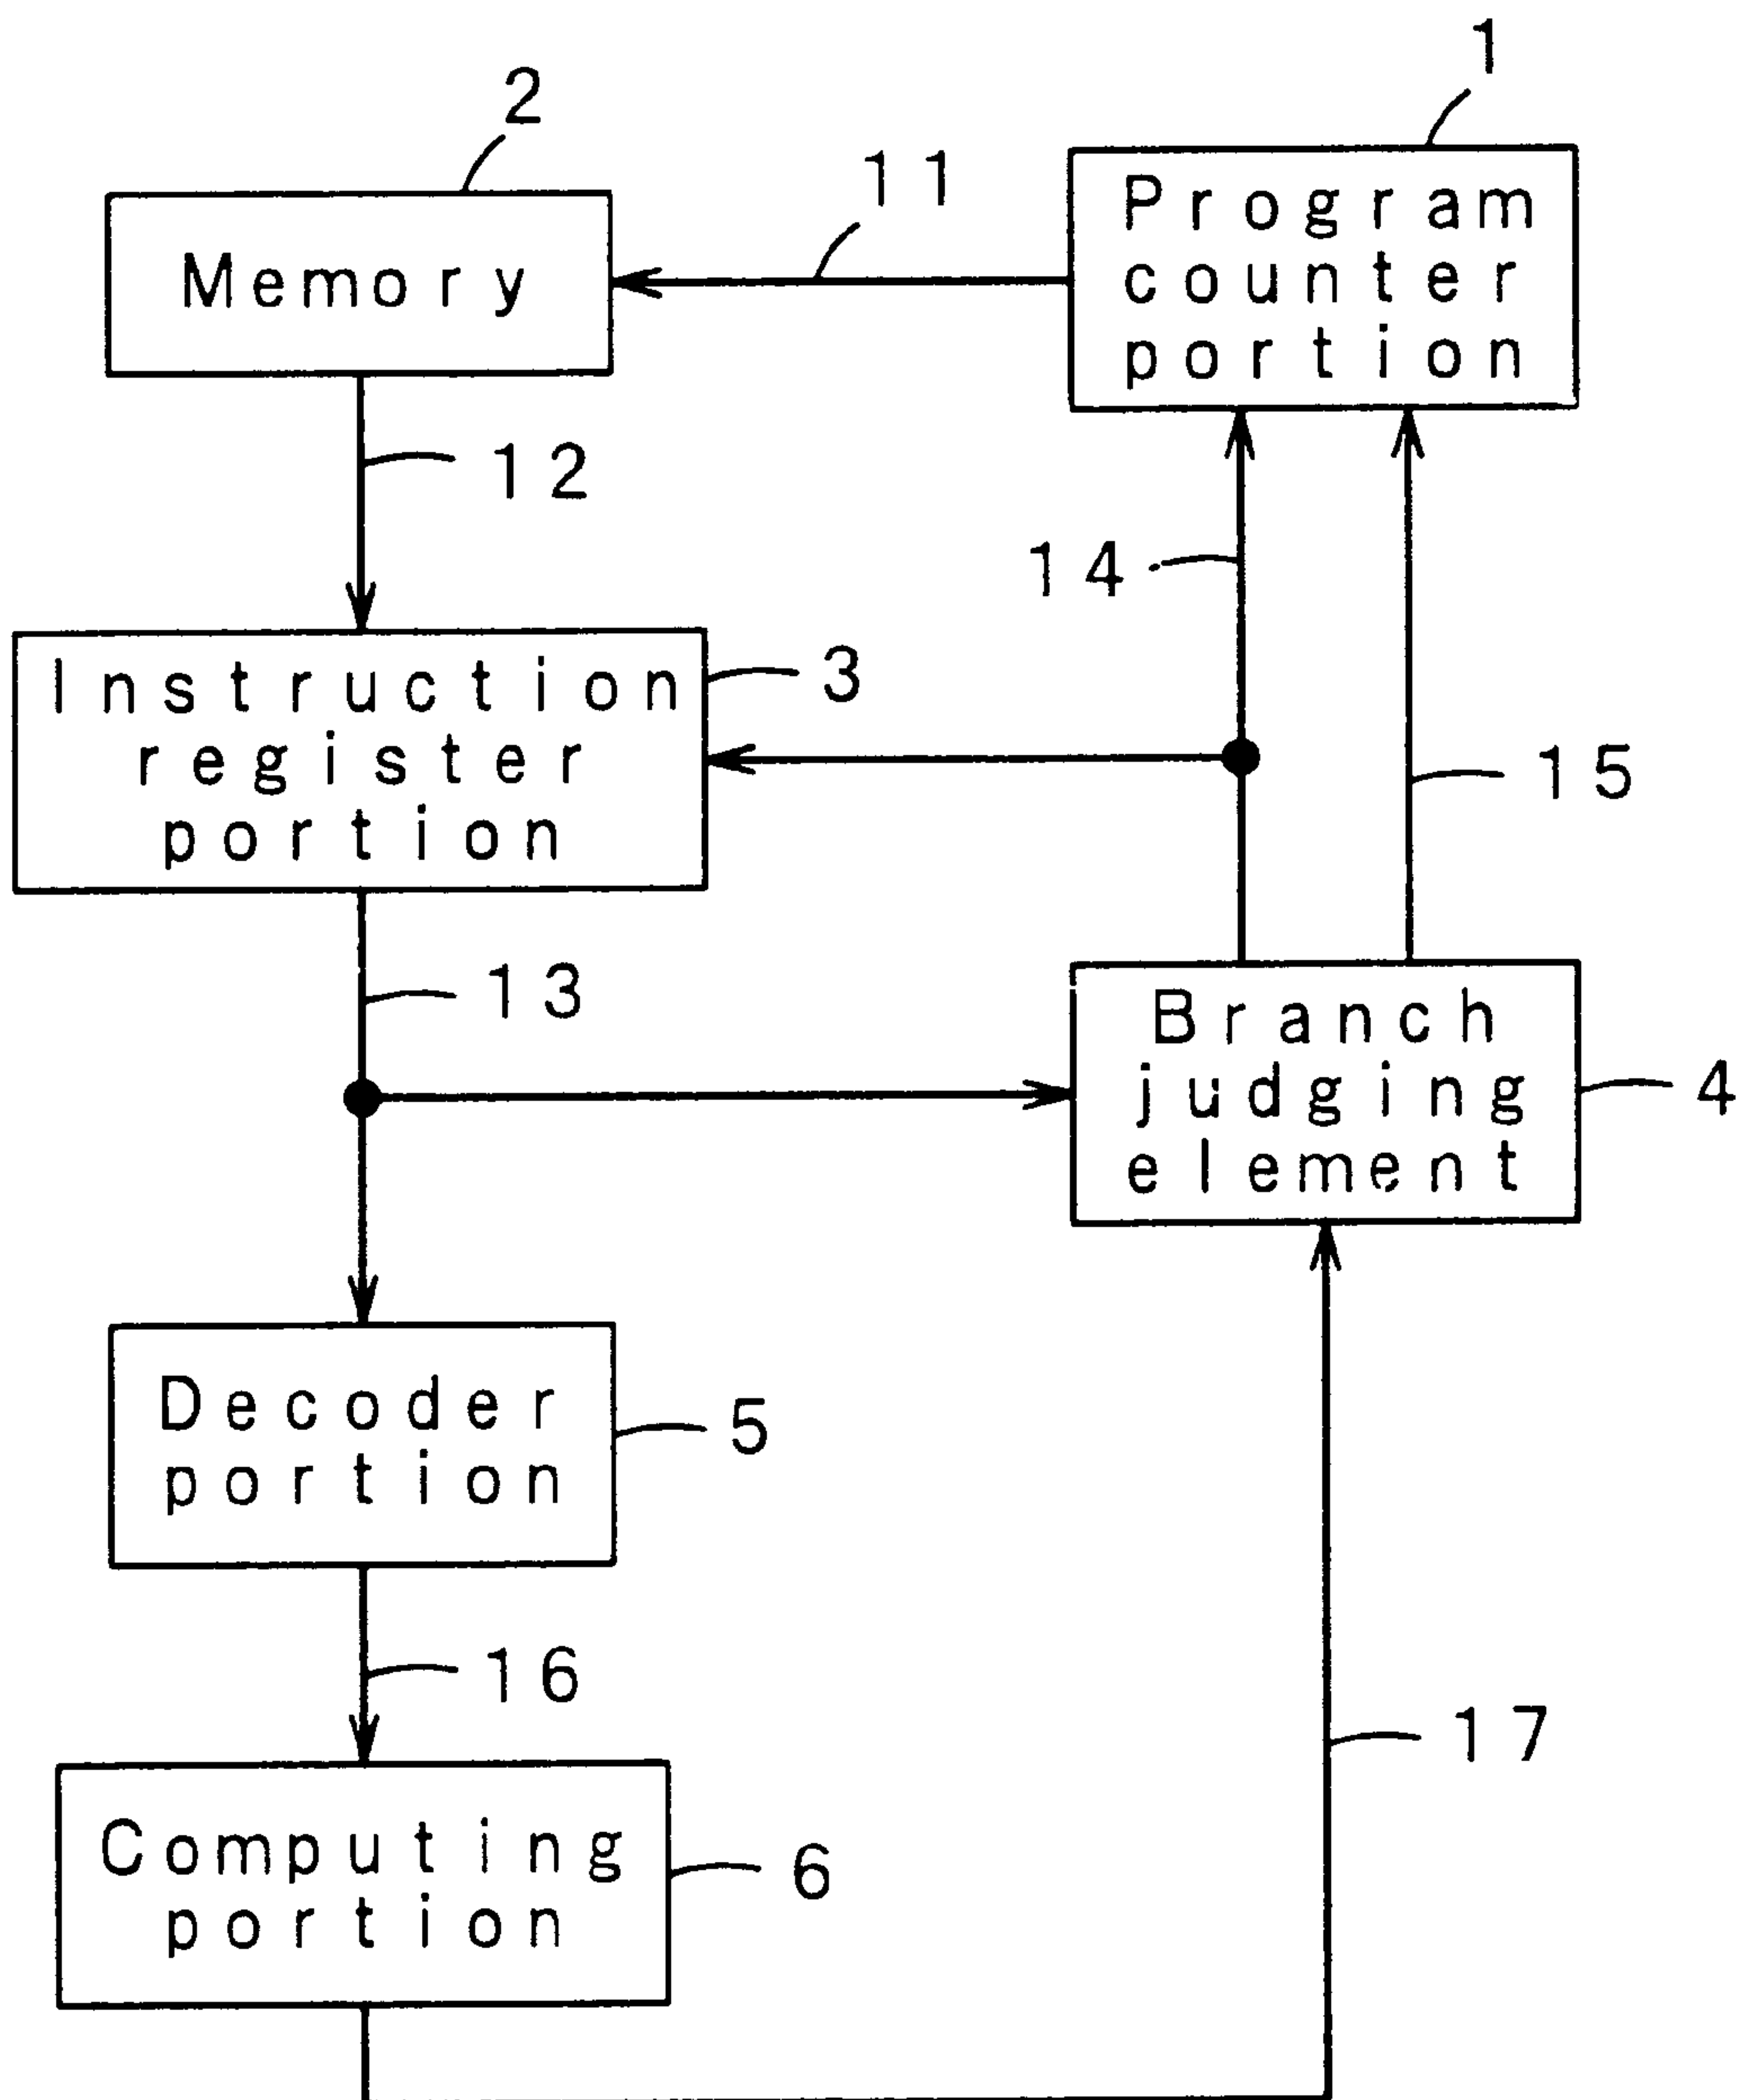 1
2
11
Program
counter
portion
Memory
12
14
3
Instruction
register
portion
15
13
Branch
judging
element
4
Decoder
portion
5
16
17
Computing
portion
6